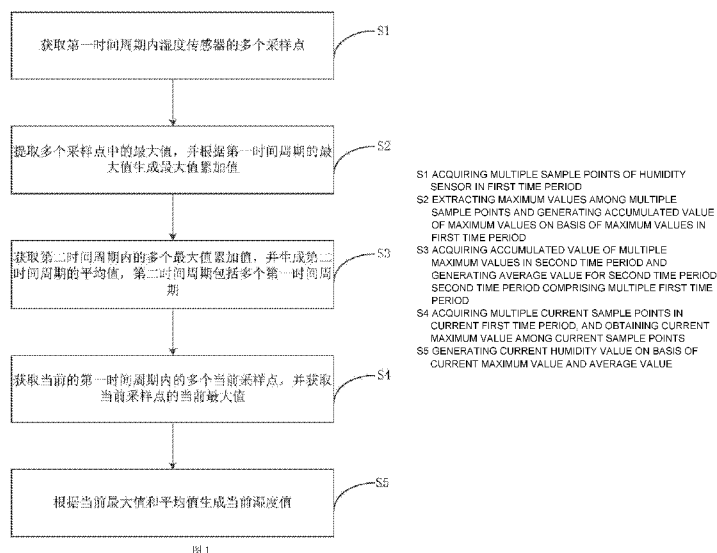 获取第一时间周期内湿度传感器的多个采样点
S1
提取多个采样点中的最大值，并根据第一时间周期的最
大值生成最大值累加值
S2
获取第二时间周期内的多个最大值累加值，并生成第二
时间周期的平均值，第二时间周期包括多个第一时间周
期
S3
获取当前的第一时间周期内的多个当前采样点，并获取
当前采样点的当前最大值
S4
根据当前最大值和平均值生成当前湿度值
S5
图1
S1 ACQUIRING MULTIPLE SAMPLE POINTS OF HUMIDITY
SENSOR IN FIRST TIME PERIOD
S2 EXTRACTING MAXIMUM VALUES AMONG MULTIPLE
SAMPLE POINTS AND GENERATING ACCUMULATED VALUE
OF MAXIMUM VALUES ON BASIS OF MAXIMUM VALUES IN
FIRST TIME PERIOD
S3 ACQUIRING ACCUMULATED VALUE OF MULTIPLE
MAXIMUM VALUES IN SECOND TIME PERIOD AND
GENERATING AVERAGE VALUE FOR SECOND TIME PERIOD
SECOND TIME PERIOD COMPRISING MULTIPLE FIRST TIME
PERIOD
S4 ACQUIRING MULTIPLE CURRENT SAMPLE POINTS IN
CURRENT FIRST TIME PERIOD, AND OBTAINING CURRENT
MAXIMUM VALUE AMONG CURRENT SAMPLE POINTS
S5 GENERATING CURRENT HUMIDITY VALUE ON BASIS OF
CURRENT MAXIMUM VALUE AND AVERAGE VALUE